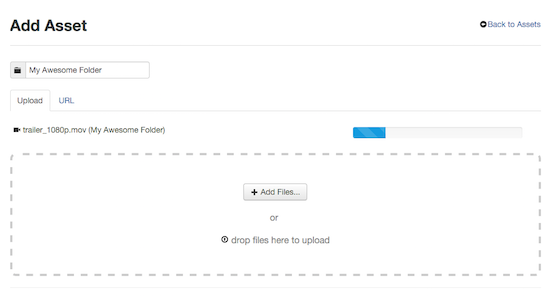 Add Asset
Back to Assets
My Awesome Folder
Upload URL
trailer_1080p.mov (My Awesome Folder)
Add Files...
or
drop files here to upload